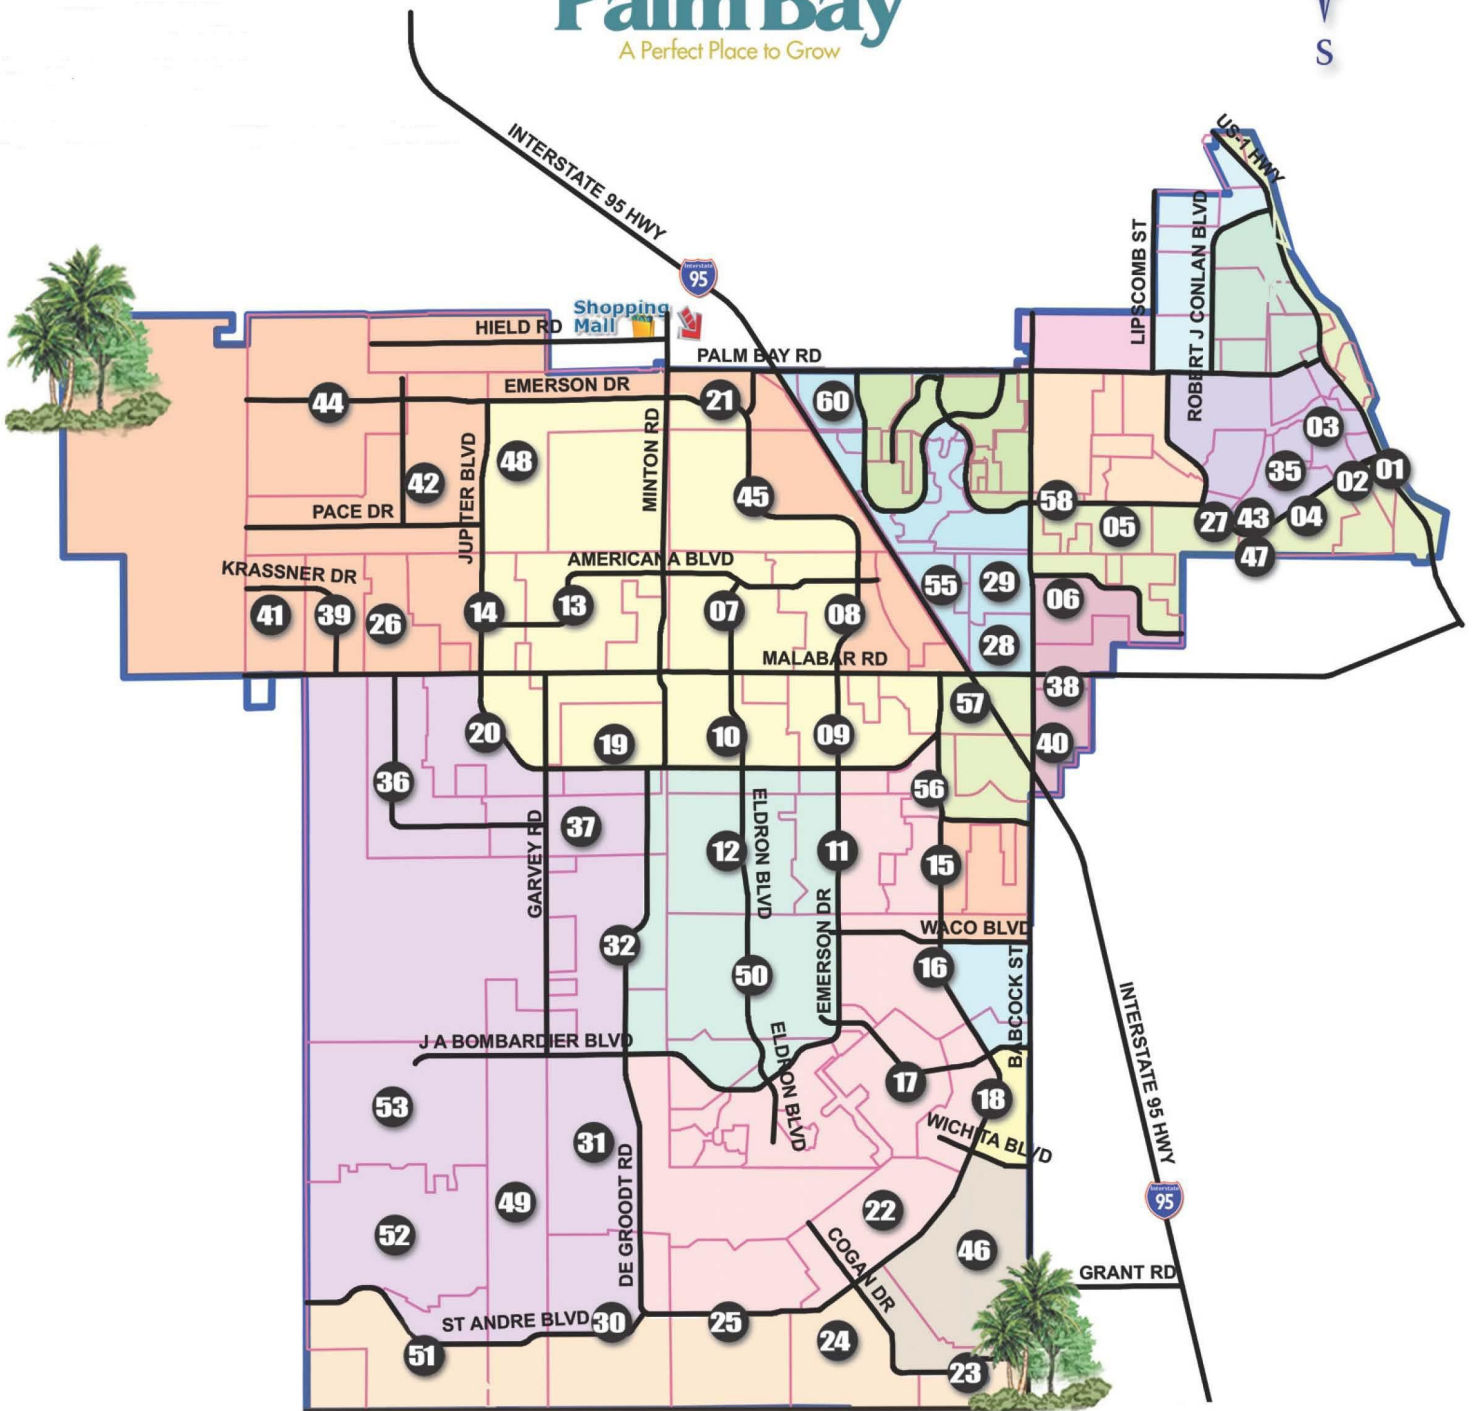 Palm Bay
A Perfect Place to Grow
S
US-1 HWY
INTERSTATE 95 HWY
Interstate
95
LIPSCOMB ST
ROBERT J CONLAN BLVD
Shopping
Mall
HIELD RD
PALM BAY RD
EMERSON DR
44
21
60
MINTON RD
03
48
JUPITER BLVD
42
45
35
02
01
58
PACE DR
05
27
43
04
47
AMERICANA BLVD
KRASSNER DR
55
29
06
41
39
26
14
13
07
08
28
MALABAR RD
38
57
20
19
10
09
40
36
56
37
GARVEY RD
ELDRON BLVD
12
11
15
EMERSON DR
WACO BLVD
32
16
50
BABCOCK ST
INTERSTATE 95 HWY
J A BOMBARDIER BLVD
ELDRON BLVD
17
53
18
WICHITA BLVD
31
DE GROODT RD
49
22
Interstate
95
52
COGAN DR
46
GRANT RD
ST ANDRE BLVD
30
25
24
51
23